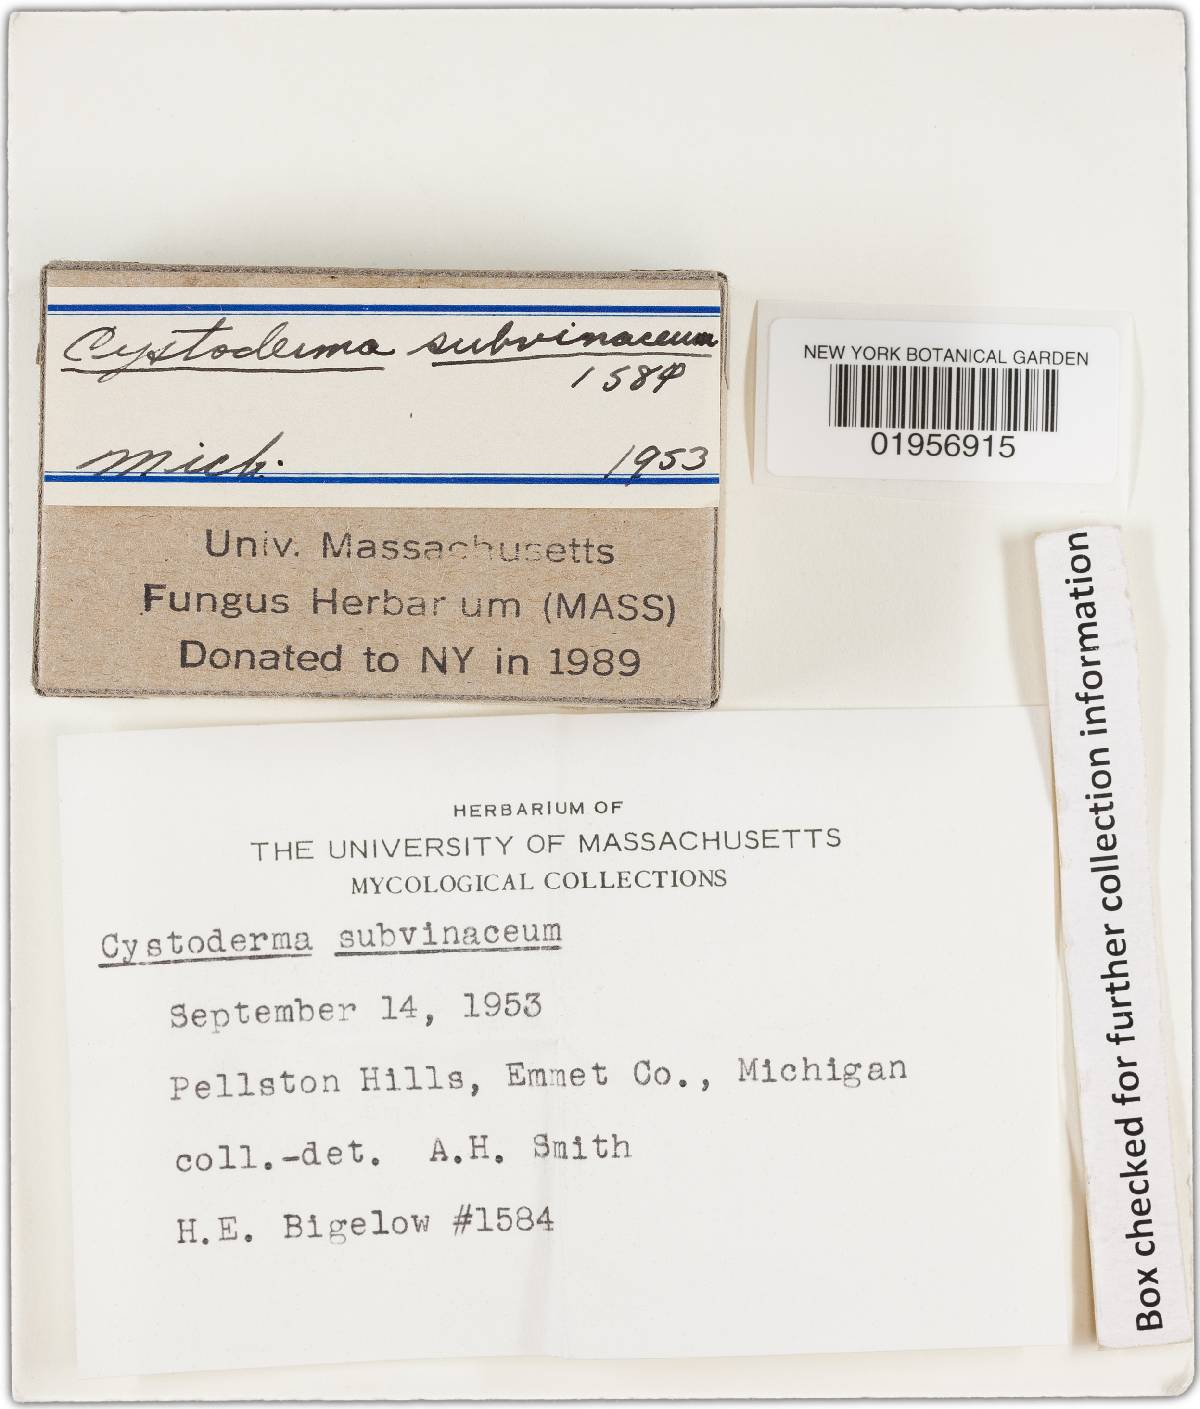 Cystoderma subvinaceum
1584
Mich. 1953
Univ. Massachusetts
Fungus Herbarium (MASS)
Donated to NY in 1989
NEW YORK BOTANICAL GARDEN
01956915
Box checked for further collection information
HERBARIUM OF
THE UNIVERSITY OF MASSACHUSETTS
MYCOLOGICAL COLLECTIONS
Cystoderma subvinaceum
September 14, 1953
Pellston Hills, Emmet Co., Michigan
coll.-det. A.H. Smith
H.E. Bigelow #1584